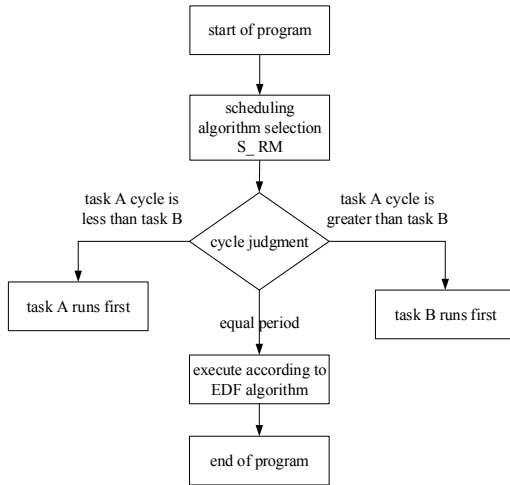 start of program
scheduling
algorithm selection
S_ RM
task A cycle is
less than task B
task A cycle is
greater than task B
cycle judgment
task A runs first
task B runs first
equal period
execute according to
EDF algorithm
end of program